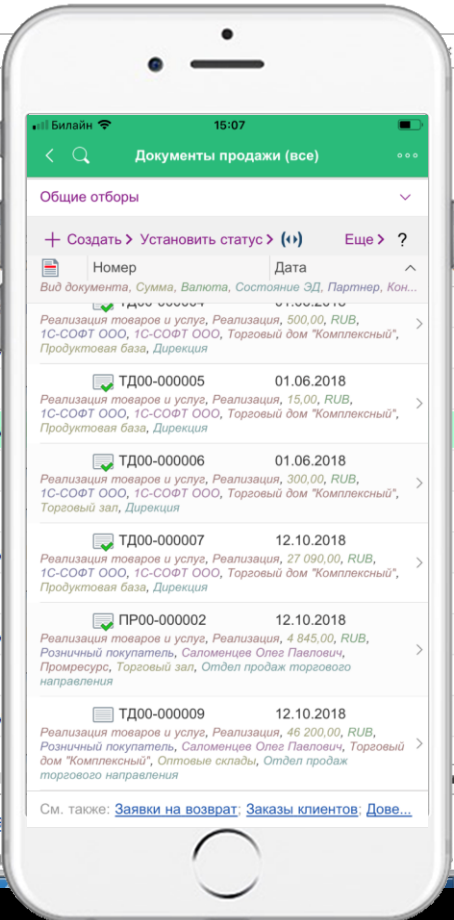 Билайн 15:07
Документы продажи (все)
Общие отборы
Создать Установить статус Еще ?
Номер Дата
Вид документа, Сумма, Валюта, Состояние ЭД, Партнер, Кон...
Реализация товаров и услуг, Реализация, 500,00, RUB,
1С-СОФТ ООО, 1С-СОФТ ООО, Торговый дом "Комплексный",
Продуктовая база, Дирекция
ТД00-000005 01.06.2018
Реализация товаров и услуг, Реализация, 15,00, RUB,
1С-СОФТ ООО, 1С-СОФТ ООО, Торговый дом "Комплексный",
Продуктовая база, Дирекция
ТД00-000006 01.06.2018
Реализация товаров и услуг, Реализация, 300,00, RUB,
1С-СОФТ ООО, 1С-СОФТ ООО, Торговый дом "Комплексный",
Торговый зал, Дирекция
ТД00-000007 12.10.2018
Реализация товаров и услуг, Реализация, 27 090,00, RUB,
1С-СОФТ ООО, 1С-СОФТ ООО, Торговый дом "Комплексный",
Продуктовая база, Дирекция
ПР00-000002 12.10.2018
Реализация товаров и услуг, Реализация, 4 845,00, RUB,
Розничный покупатель, Саломенцев Олег Павлович,
Промресурс, Торговый зал, Отдел продаж торгового
направления
ТД00-000009 12.10.2018
Реализация товаров и услуг, Реализация, 46 200,00, RUB,
Розничный покупатель, Саломенцев Олег Павлович, Торговый
дом "Комплексный", Оптовые склады, Отдел продаж
торгового направления
См. также: Заявки на возврат; Заказы клиентов; Дове...